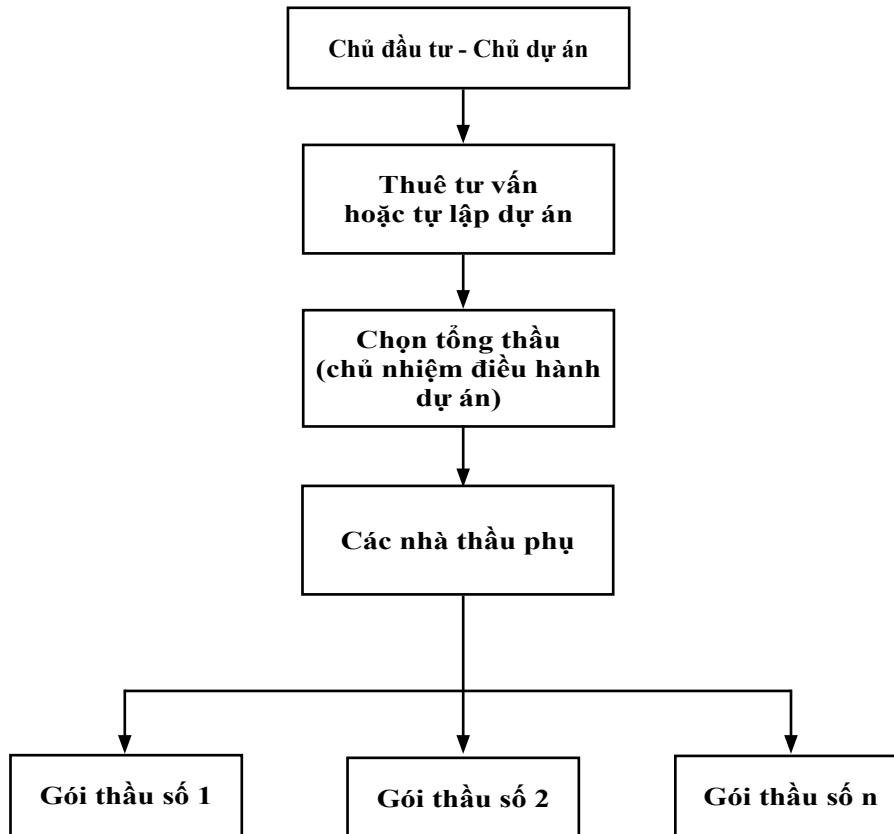 Chủ đầu tư - Chủ dự án
Thuê tư vấn
hoặc tự lập dự án
Chọn tổng thầu
(chủ nhiệm điều hành
dự án)
Các nhà thầu phụ
Gói thầu số 1
Gói thầu số 2
Gói thầu số n